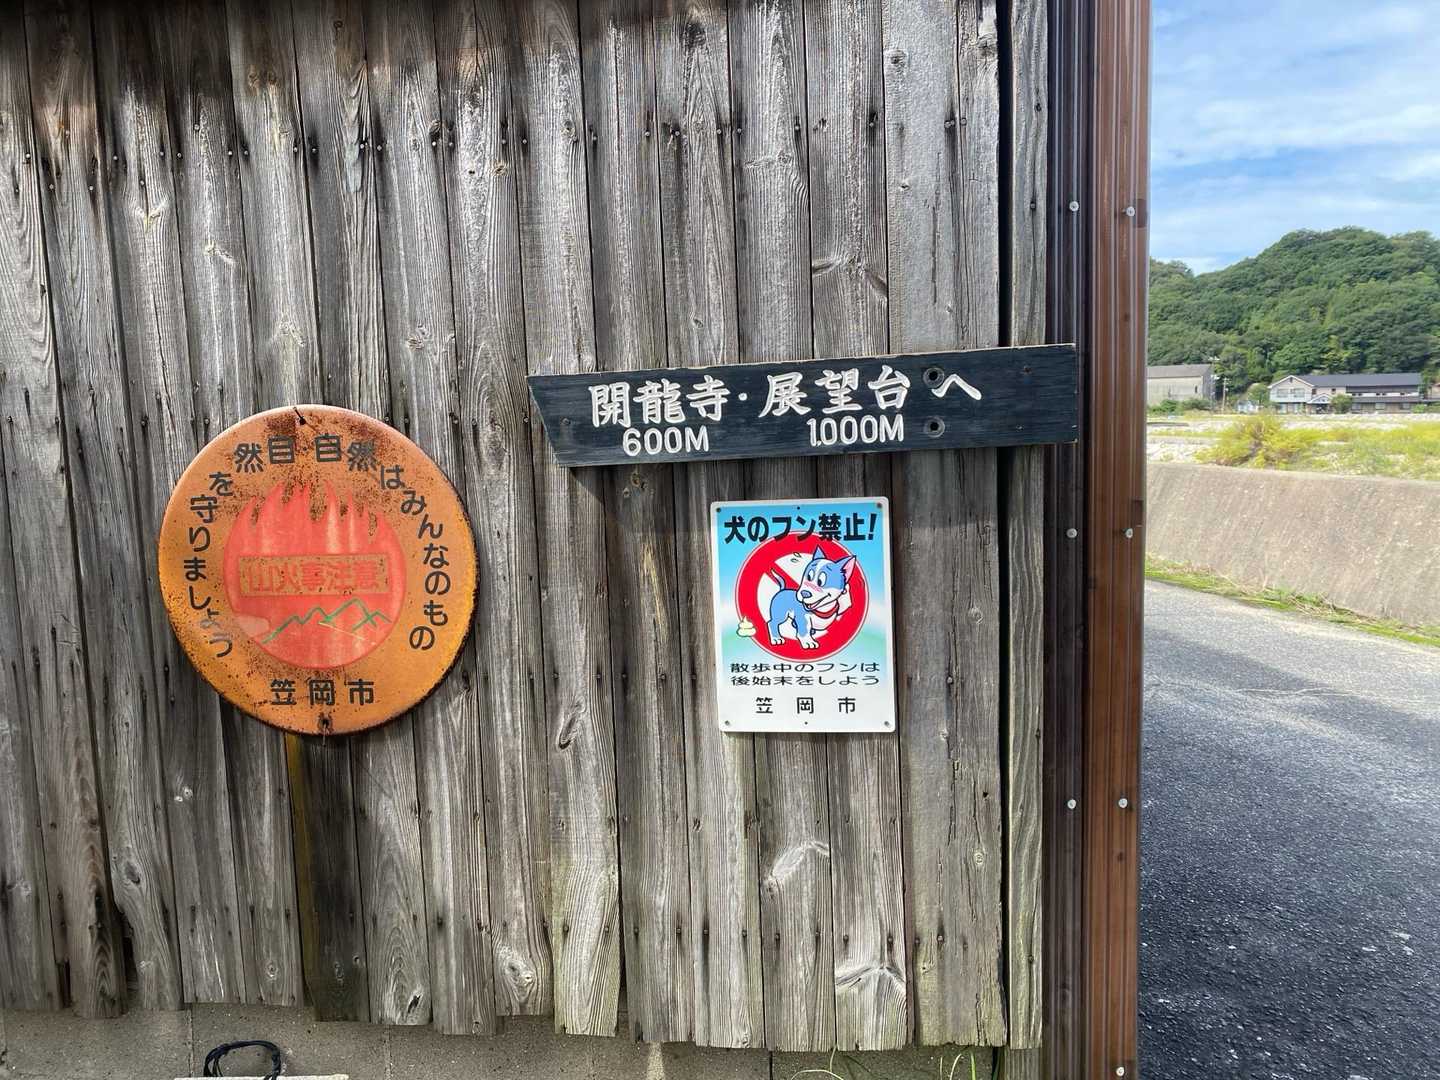 自然はみんなのもの
自然を守りましょう
山火事注意
笠岡市
開龍寺・展望台へ
600M 1.000M
犬のフン禁止!
散歩中のフンは
後始末をしよう
笠岡市